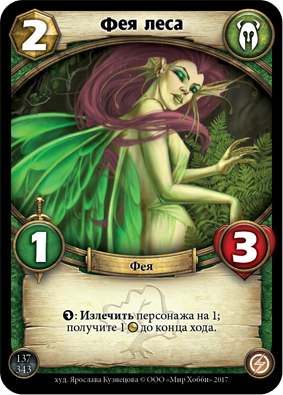 2
Фея леса
1
Фея
3
: Излечить персонажа на 1;
получите 1 до конца хода.
137
343
худ. Ярослава Кузнецова © ООО «Мир Хобби» 2017